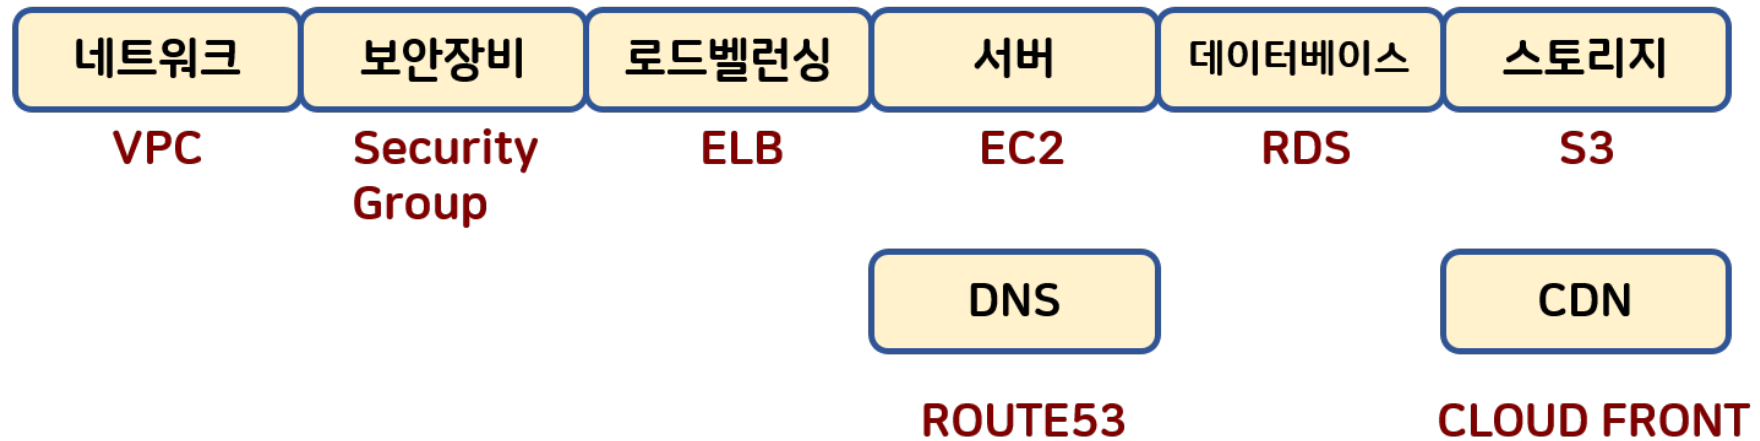 네트워크
보안장비
로드벨런싱
서버
데이터베이스
스토리지
VPC
Security
Group
ELB
EC2
RDS
S3
DNS
CDN
ROUTE53
CLOUD FRONT